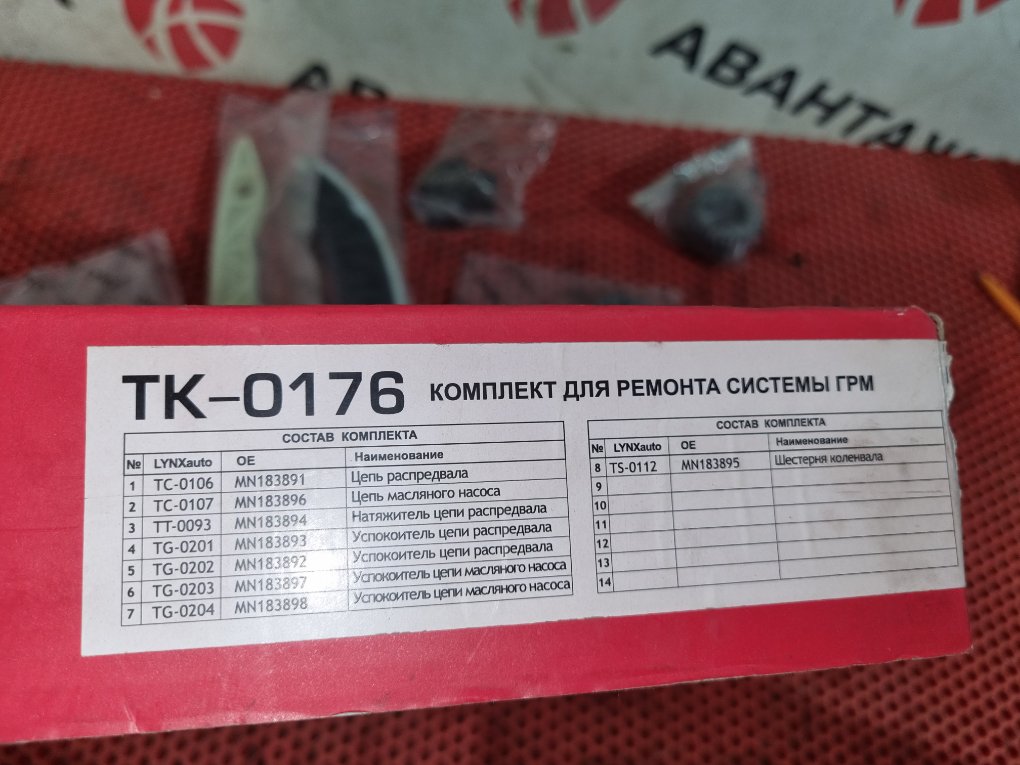 АВАНТАЖ
TK-0176 КОМПЛЕКТ ДЛЯ РЕМОНТА СИСТЕМЫ ГРМ
СОСТАВ КОМПЛЕКТА
№ LYNXauto OE Наименование
1 TC-0106 MN183891 Цепь распредвала
2 TC-0107 MN183896 Цепь масляного насоса
3 TT-0093 MN183894 Натяжитель цепи распредвала
4 TG-0201 MN183893 Успокоитель цепи распредвала
5 TG-0202 MN183892 Успокоитель цепи распредвала
6 TG-0203 MN183897 Успокоитель цепи масляного насоса
7 TG-0204 MN183898 Успокоитель цепи масляного насоса
СОСТАВ КОМПЛЕКТА
№ LYNXauto OE Наименование
8 TS-0112 MN183895 Шестерня коленвала
9
10
11
12
13
14